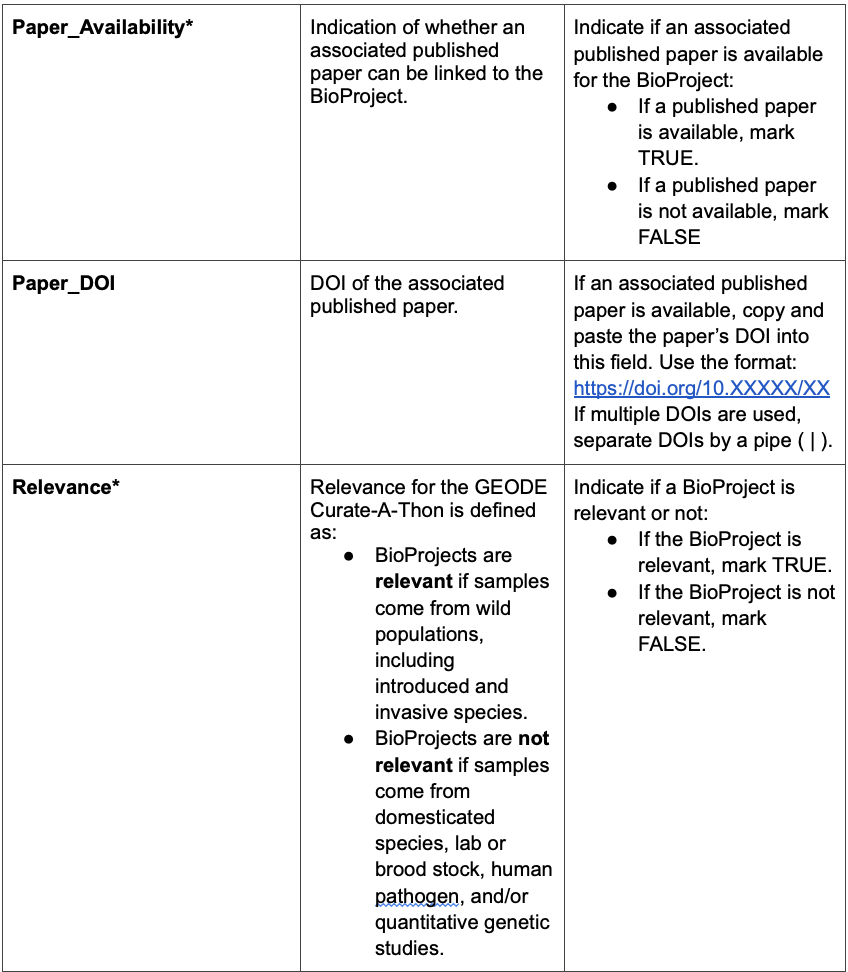 Paper_Availability*
Indication of whether an
associated published
paper can be linked to the
BioProject.
Indicate if an associated
published paper is available
for the BioProject:
● If a published paper
is available, mark
TRUE.
● If a published paper
is not available, mark
FALSE
Paper_DOI
DOI of the associated
published paper.
If an associated published
paper is available, copy and
paste the paper’s DOI into
this field. Use the format:
https://doi.org/10.XXXXX/XX
If multiple DOIs are used,
separate DOIs by a pipe ( | ).
Relevance*
Relevance for the GEODE
Curate-A-Thon is defined
as:
● BioProjects are
relevant if samples
come from wild
populations,
including
introduced and
invasive species.
● BioProjects are not
relevant if samples
come from
domesticated
species, lab or
brood stock, human
pathogen, and/or
quantitative genetic
studies.
Indicate if a BioProject is
relevant or not:
● If the BioProject is
relevant, mark TRUE.
● If the BioProject is not
relevant, mark
FALSE.